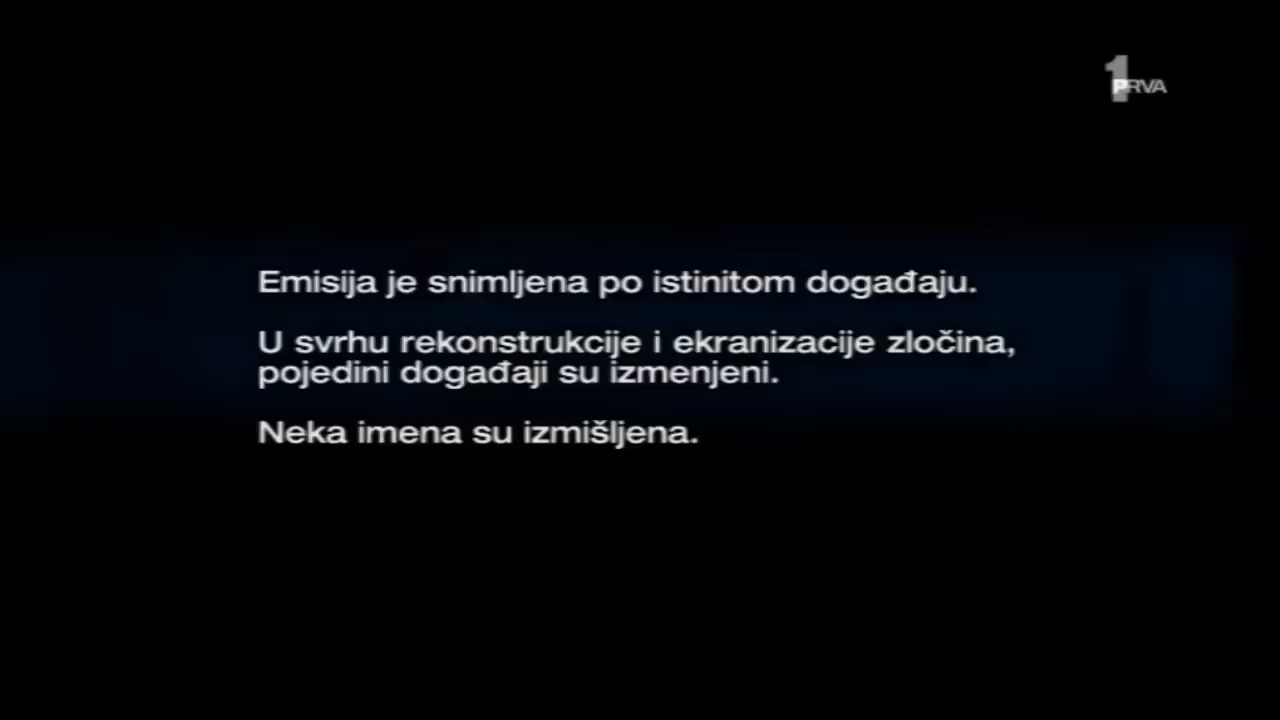 1
PRVA
Emisija je snimljena po istinitom događaju.
U svrhu rekonstrukcije i ekranizacije zločina,
pojedini događaji su izmenjeni.
Neka imena su izmišljena.